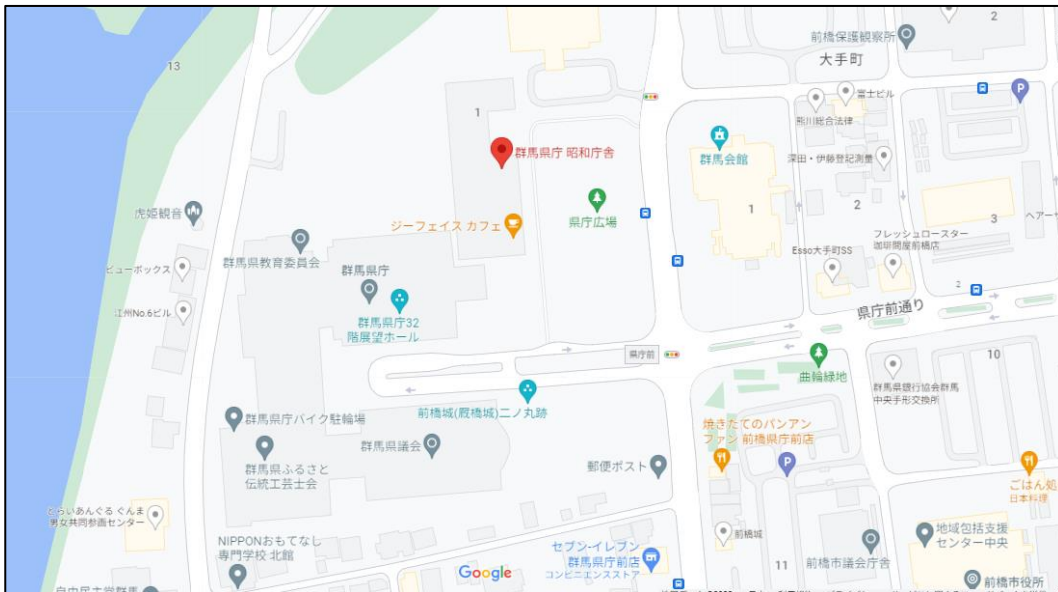 前橋保護観察所
2
大手町
13
富士ビル
P
熊川総合法律
1
群馬県庁 昭和庁舎
群馬会館
深田・伊藤登記測量
虎姫観音
ジーフェイス カフェ
県庁広場
1
2
3
ヘアーサ
フレッシュロースター
珈琲問屋前橋店
群馬県教育委員会
ビューボックス
群馬県庁
Esso大手町SS
江州No.6ビル
群馬県庁32
階展望ホール
2
県庁前通り
県庁前
曲輪緑地
10
群馬県銀行協会群馬
中央手形交換所
前橋城(厩橋城)二ノ丸跡
群馬県庁バイク駐輪場
焼きたてのパンアン
ファン 前橋県庁前店
群馬県議会
群馬県ふるさと
伝統工芸士会
郵便ポスト
P
ごはん処
日本料理
とらいあんぐる ぐんま
男女共同参画センター
前橋城
地域包括支援
センター中央
NIPPONおもてなし
専門学校 北館
セブン-イレブン
群馬県庁前店
コンビニエンスストア
11
前橋市議会庁舎
Google
前橋市役所
自由民主党群馬